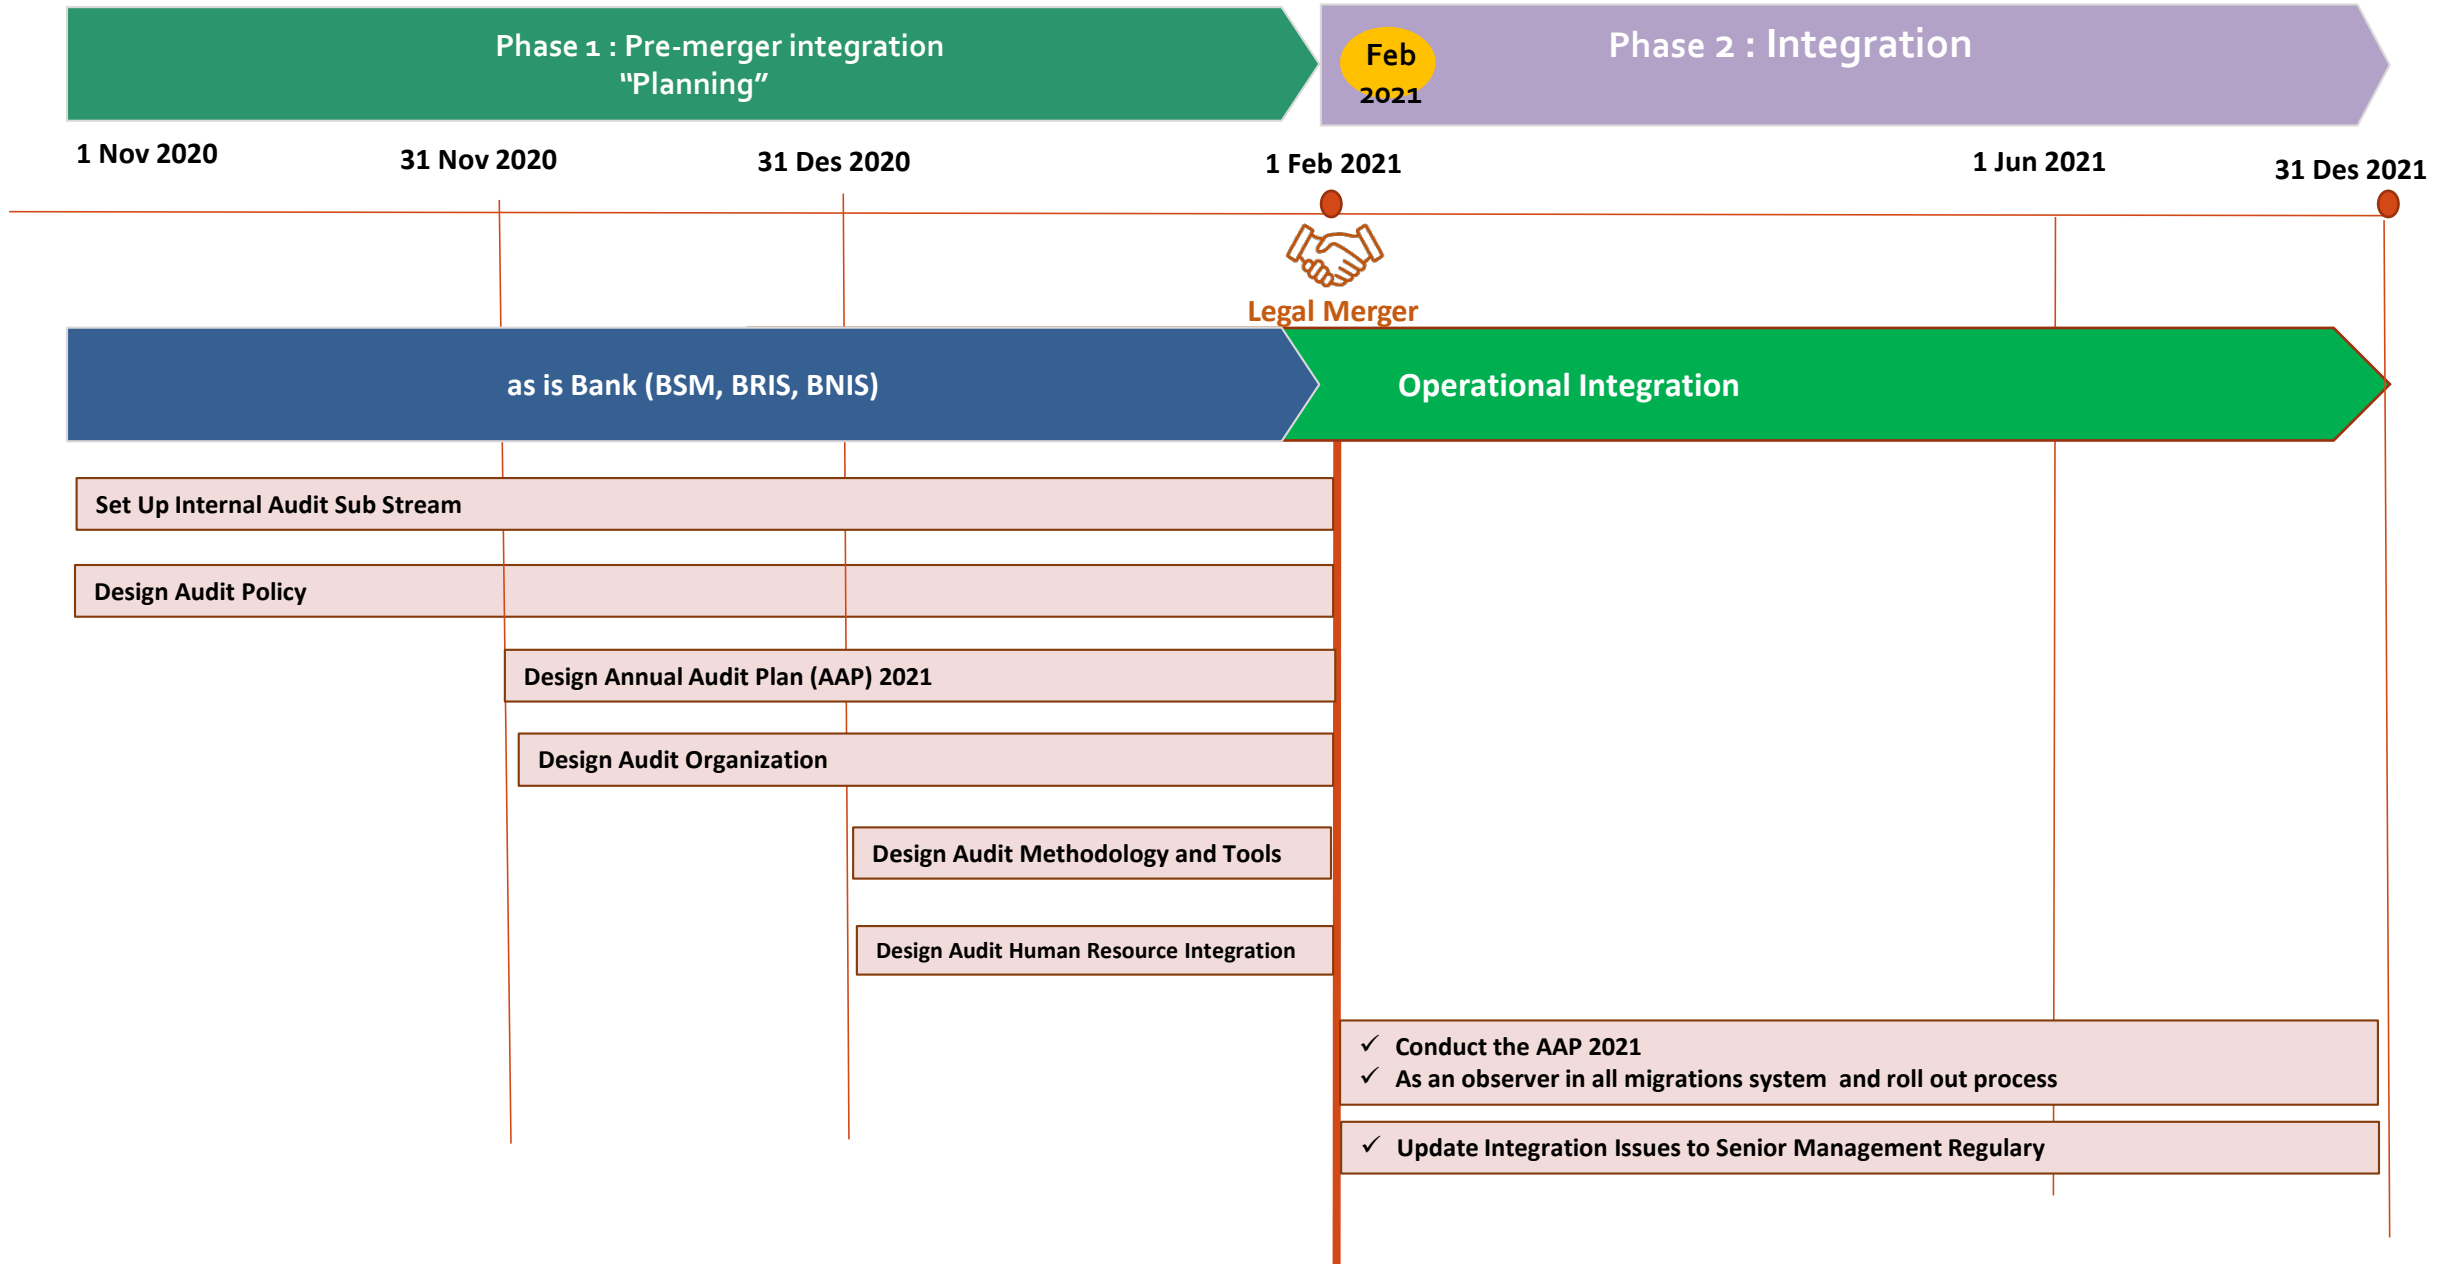 Phase 1 : Pre-merger integration
“Planning”
Feb
2021
Phase 2 : Integration
1 Nov 2020
31 Nov 2020
31 Des 2020
1 Feb 2021
1 Jun 2021
31 Des 2021
Legal Merger
as is Bank (BSM, BRIS, BNIS)
Operational Integration
Set Up Internal Audit Sub Stream
Design Audit Policy
Design Annual Audit Plan (AAP) 2021
Design Audit Organization
Design Audit Methodology and Tools
Design Audit Human Resource Integration
✓ Conduct the AAP 2021
✓ As an observer in all migrations system and roll out process
✓ Update Integration Issues to Senior Management Regulary